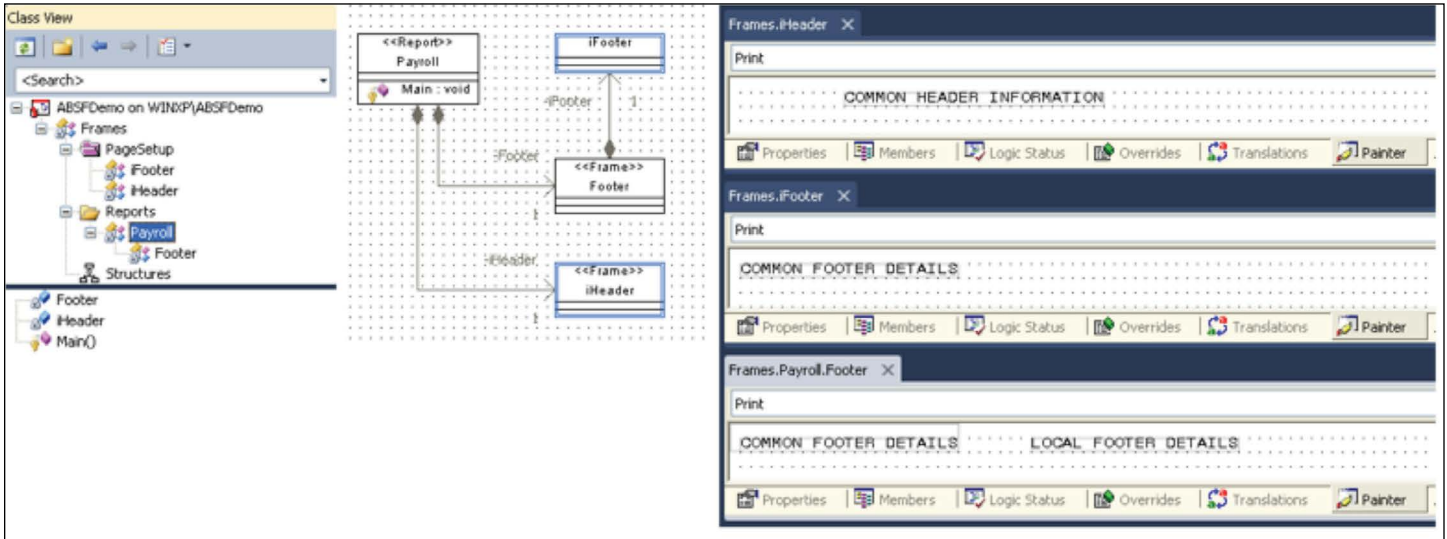 Class View
<Search>
ABSFDemo on WINXP\ABSFDemo
Frames
PageSetup
iFooter
iHeader
Reports
Payroll
Footer
Structures
Footer
iHeader
Main()
<<Report>>
Payroll
Main : void
iFooter
-iFooter
1
-Footer
<<Frame>>
Footer
1
-iHeader
<<Frame>>
iHeader
1
Frames.iHeader
Print
COMMON HEADER INFORMATION
Properties Members Logic Status Overrides Translations Painter
Frames.iFooter
Print
COMMON FOOTER DETAILS
Properties Members Logic Status Overrides Translations Painter
Frames.Payroll.Footer
Print
COMMON FOOTER DETAILS LOCAL FOOTER DETAILS
Properties Members Logic Status Overrides Translations Painter